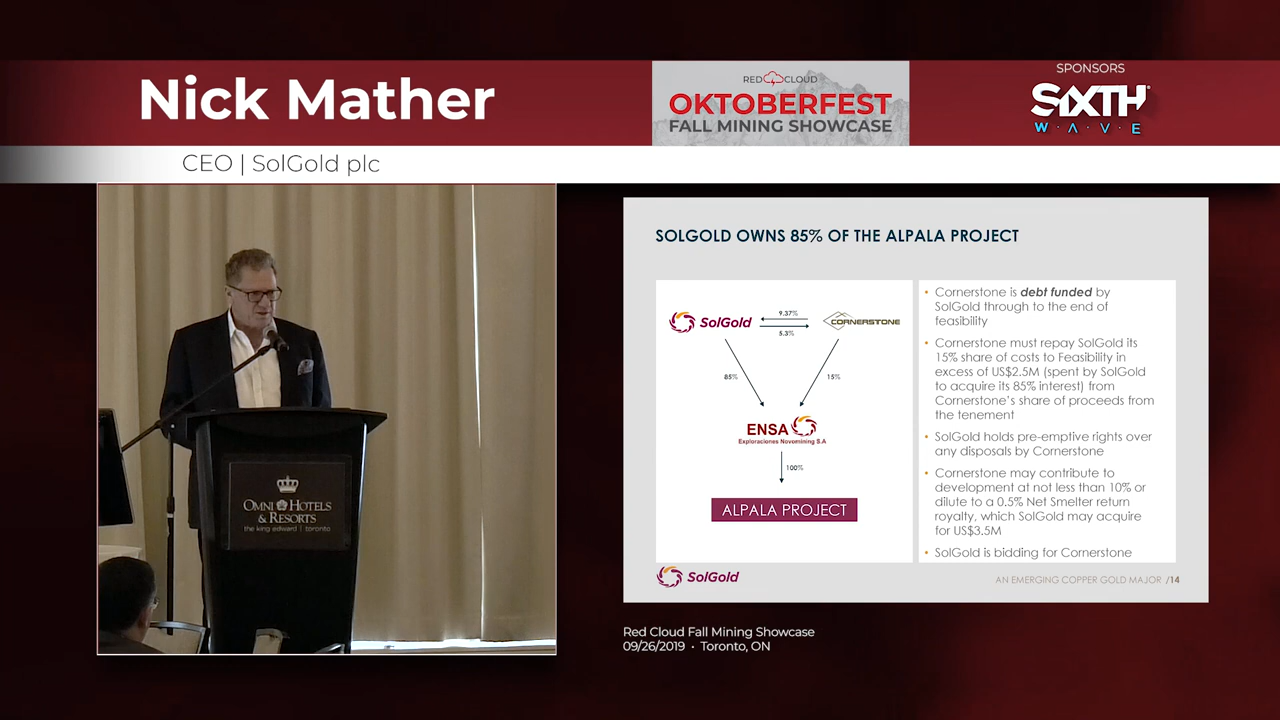 Nick Mather
CEO | SolGold plc
RED CLOUD
OKTOBERFEST
FALL MINING SHOWCASE
SPONSORS
SIXTH
WAVE
OMNI HOTELS
& RESORTS
the king edward | toronto
SOLGOLD OWNS 85% OF THE ALPALA PROJECT
SolGold
9.37%
5.3%
CORNERSTONE
85%
15%
ENSA
Exploraciones Novomining S.A
100%
ALPALA PROJECT
• Cornerstone is debt funded by
SolGold through to the end of
feasibility
• Cornerstone must repay SolGold its
15% share of costs to Feasibility in
excess of US$2.5M (spent by SolGold
to acquire its 85% interest) from
Cornerstone's share of proceeds from
the tenement
• SolGold holds pre-emptive rights over
any disposals by Cornerstone
• Cornerstone may contribute to
development at not less than 10% or
dilute to a 0.5% Net Smelter return
royalty, which SolGold may acquire
for US$3.5M
• SolGold is bidding for Cornerstone
SolGold
AN EMERGING COPPER GOLD MAJOR /14
Red Cloud Fall Mining Showcase
09/26/2019 • Toronto, ON